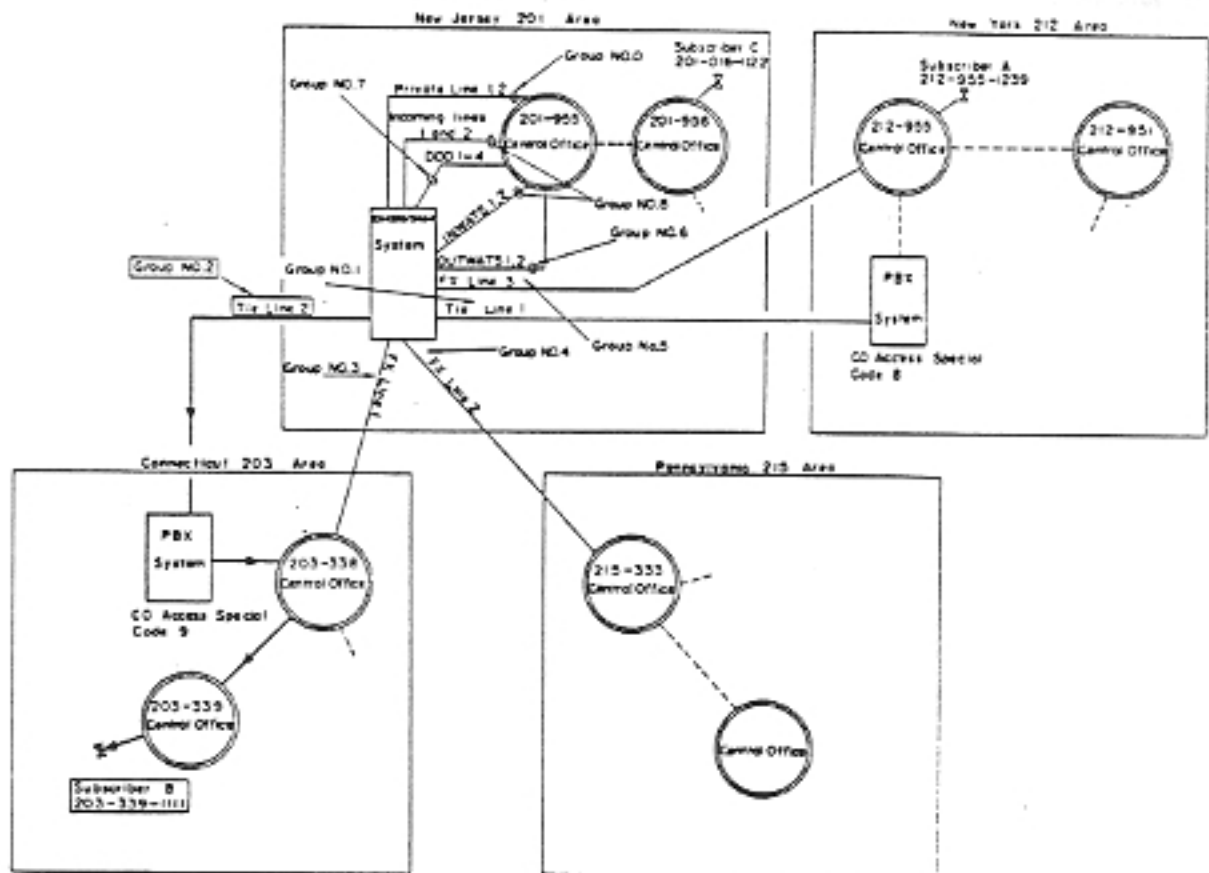 New Jersey 201 Area
New York 212 Area
Subscriber C
201-018-1122
Group NO.0
Group NO.7
Private Line 1,2
Subscriber A
212-955-1239
Incoming lines
1 and 2
201-955
Central Office
201-956
Central Office
212-955
Central Office
212-951
Central Office
DDD 1-4
Group NO.8
INWATS 1,2
System
Group NO.6
OUTWATS 1,2
Group NO.2
Group NO.1
FX Line 3
PBX
System
Tie Line 2
Tie Line 1
Group NO.4
Group No.5
CO Access Special
Code 8
Group NO.3
FX Line 1
FX Line 2
Connecticut 203 Area
Pennsylvania 215 Area
PBX
System
203-338
Central Office
215-333
Central Office
CO Access Special
Code 9
203-339
Central Office
Central Office
Subscriber B
203-339-1111